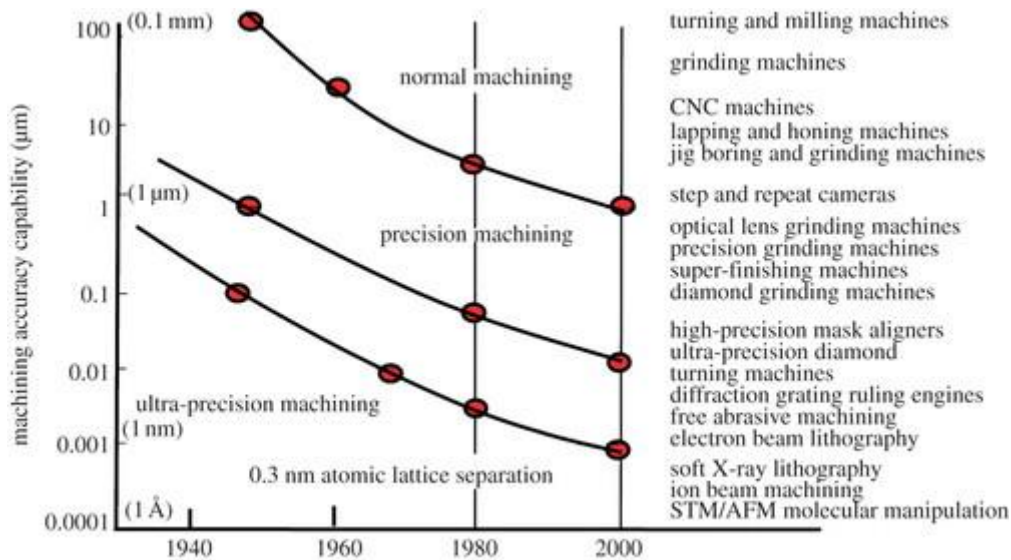 machining accuracy capability (μm)
100
10
1
0.1
0.01
0.001
0.0001
(0.1 mm)
(1 μm)
(1 nm)
(1 Å)
normal machining
precision machining
ultra-precision machining
0.3 nm atomic lattice separation
1940
1960
1980
2000
turning and milling machines
grinding machines
CNC machines
lapping and honing machines
jig boring and grinding machines
step and repeat cameras
optical lens grinding machines
precision grinding machines
super-finishing machines
diamond grinding machines
high-precision mask aligners
ultra-precision diamond
turning machines
diffraction grating ruling engines
free abrasive machining
electron beam lithography
soft X-ray lithography
ion beam machining
STM/AFM molecular manipulation